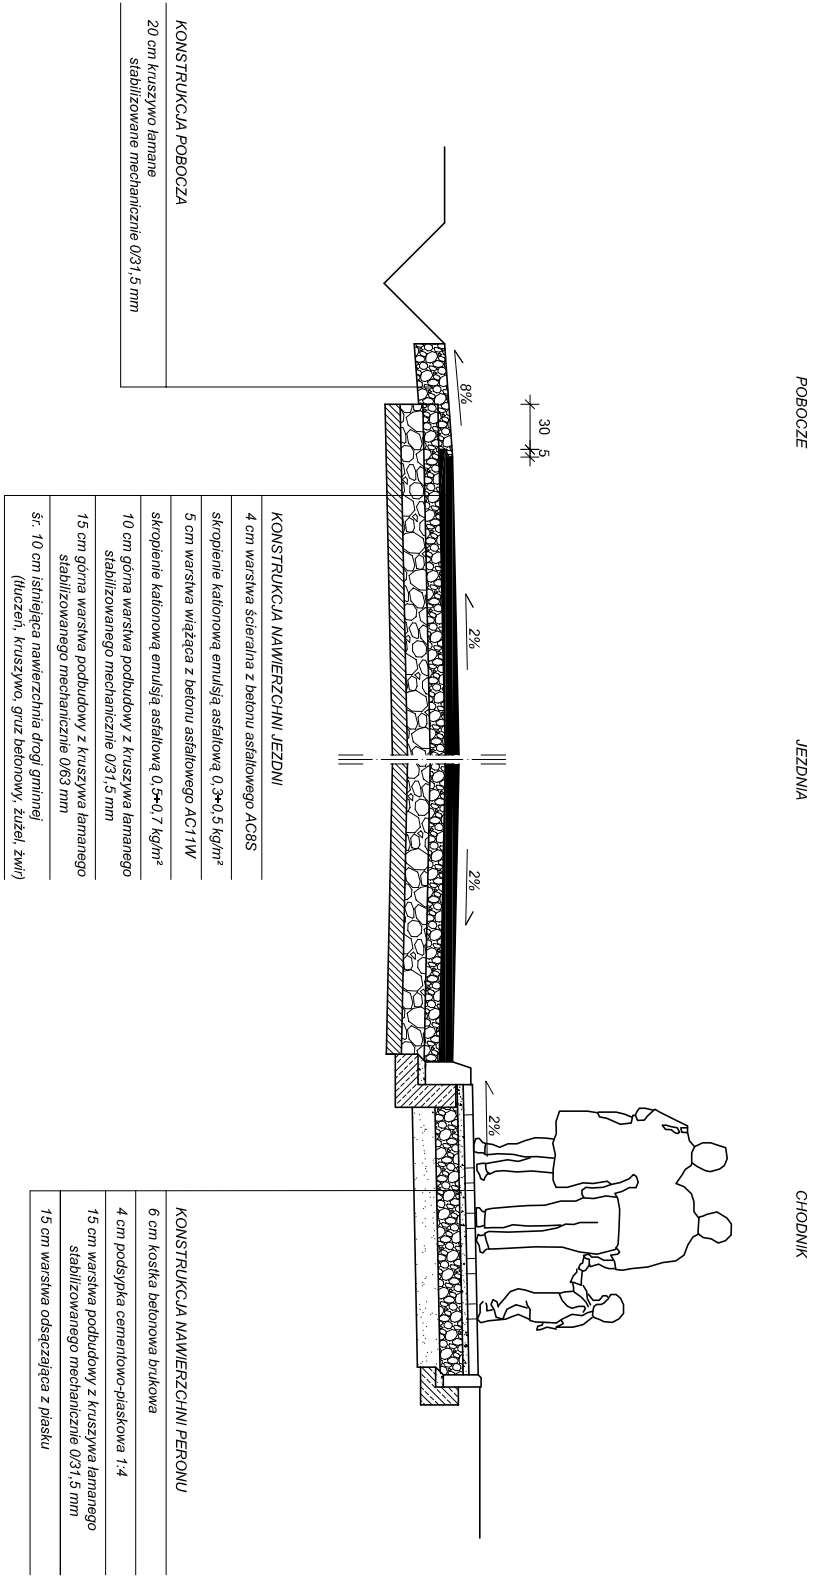 POBOCZE
JEZDNIA
CHODNIK
30
5
8%
2%
2%
2%
KONSTRUKCJA POBOCZA
20 cm kruszywo łamane
stabilizowane mechanicznie 0/31,5 mm
KONSTRUKCJA NAWIERZCHNI JEZDNI
4 cm warstwa ścieralna z betonu asfaltowego AC8S
skropienie kationową emulsją asfaltową 0,3÷0,5 kg/m²
5 cm warstwa wiążąca z betonu asfaltowego AC11W
skropienie kationową emulsją asfaltową 0,5÷0,7 kg/m²
10 cm górna warstwa podbudowy z kruszywa łamanego
stabilizowanego mechanicznie 0/31,5 mm
15 cm górna warstwa podbudowy z kruszywa łamanego
stabilizowanego mechanicznie 0/63 mm
śr. 10 cm istniejąca nawierzchnia drogi gminnej
(tłuczeń, kruszywo, gruz betonowy, żużel, żwir)
KONSTRUKCJA NAWIERZCHNI PERONU
6 cm kostka betonowa brukowa
4 cm podsypka cementowo-piaskowa 1:4
15 cm warstwa podbudowy z kruszywa łamanego
stabilizowanego mechanicznie 0/31,5 mm
15 cm warstwa odsączająca z piasku